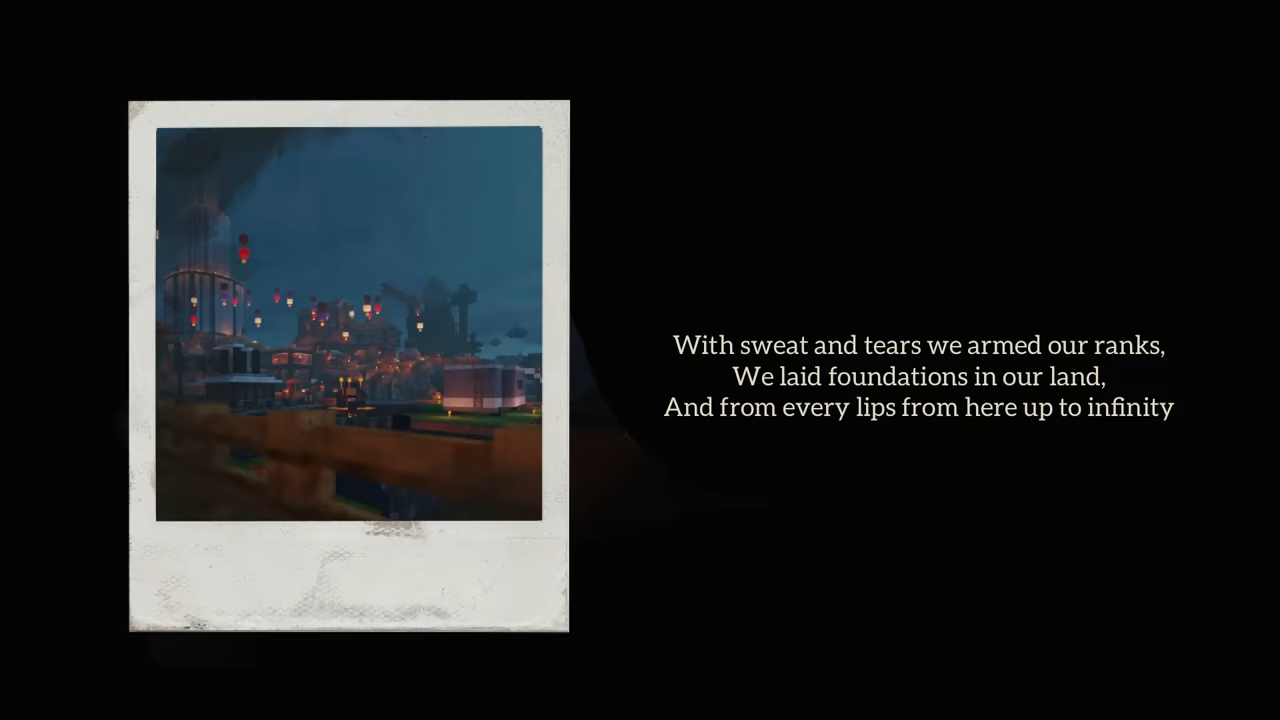 With sweat and tears we armed our ranks,
We laid foundations in our land,
And from every lips from here up to infinity